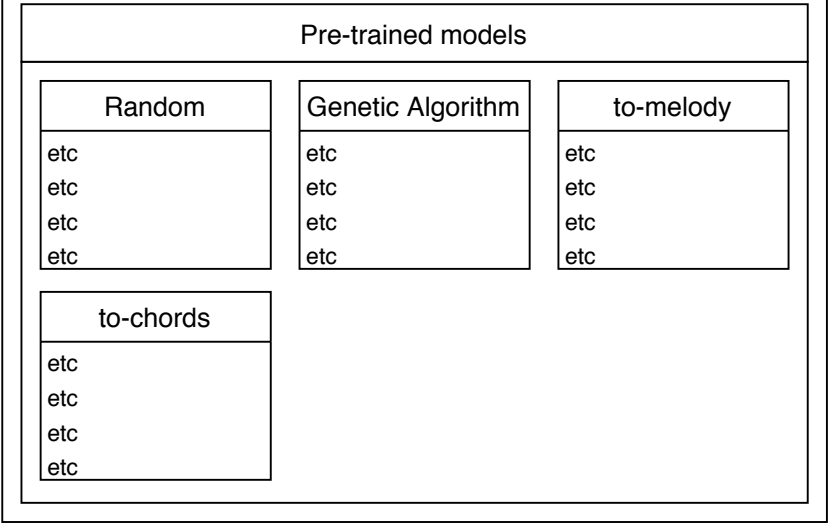 Pre-trained models
Random
etc
etc
etc
etc
Genetic Algorithm
etc
etc
etc
etc
to-melody
etc
etc
etc
etc
to-chords
etc
etc
etc
etc